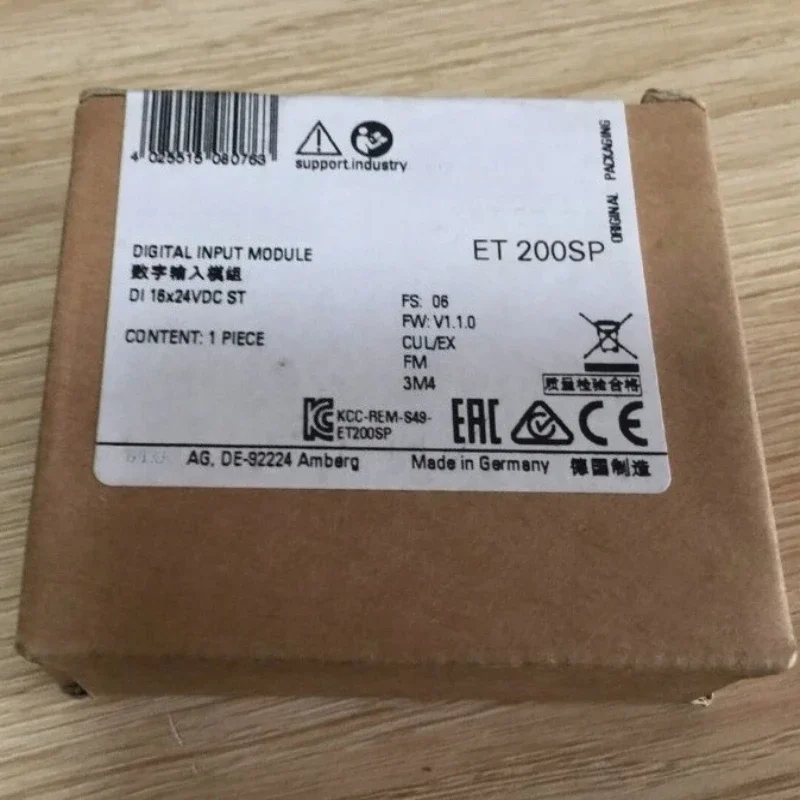 4 025515 080763
support.industry
ORIGINAL PACKAGING
DIGITAL INPUT MODULE
ET 200SP
数字输入模组
DI 16x24VDC ST
FS: 06
FW: V1.1.0
CONTENT: 1 PIECE
CUL/EX
FM
3M4
质量检验合格
KCC-REM-S49-
ET200SP
EAC
CE
AG, DE-92224 Amberg
Made in Germany
德国制造